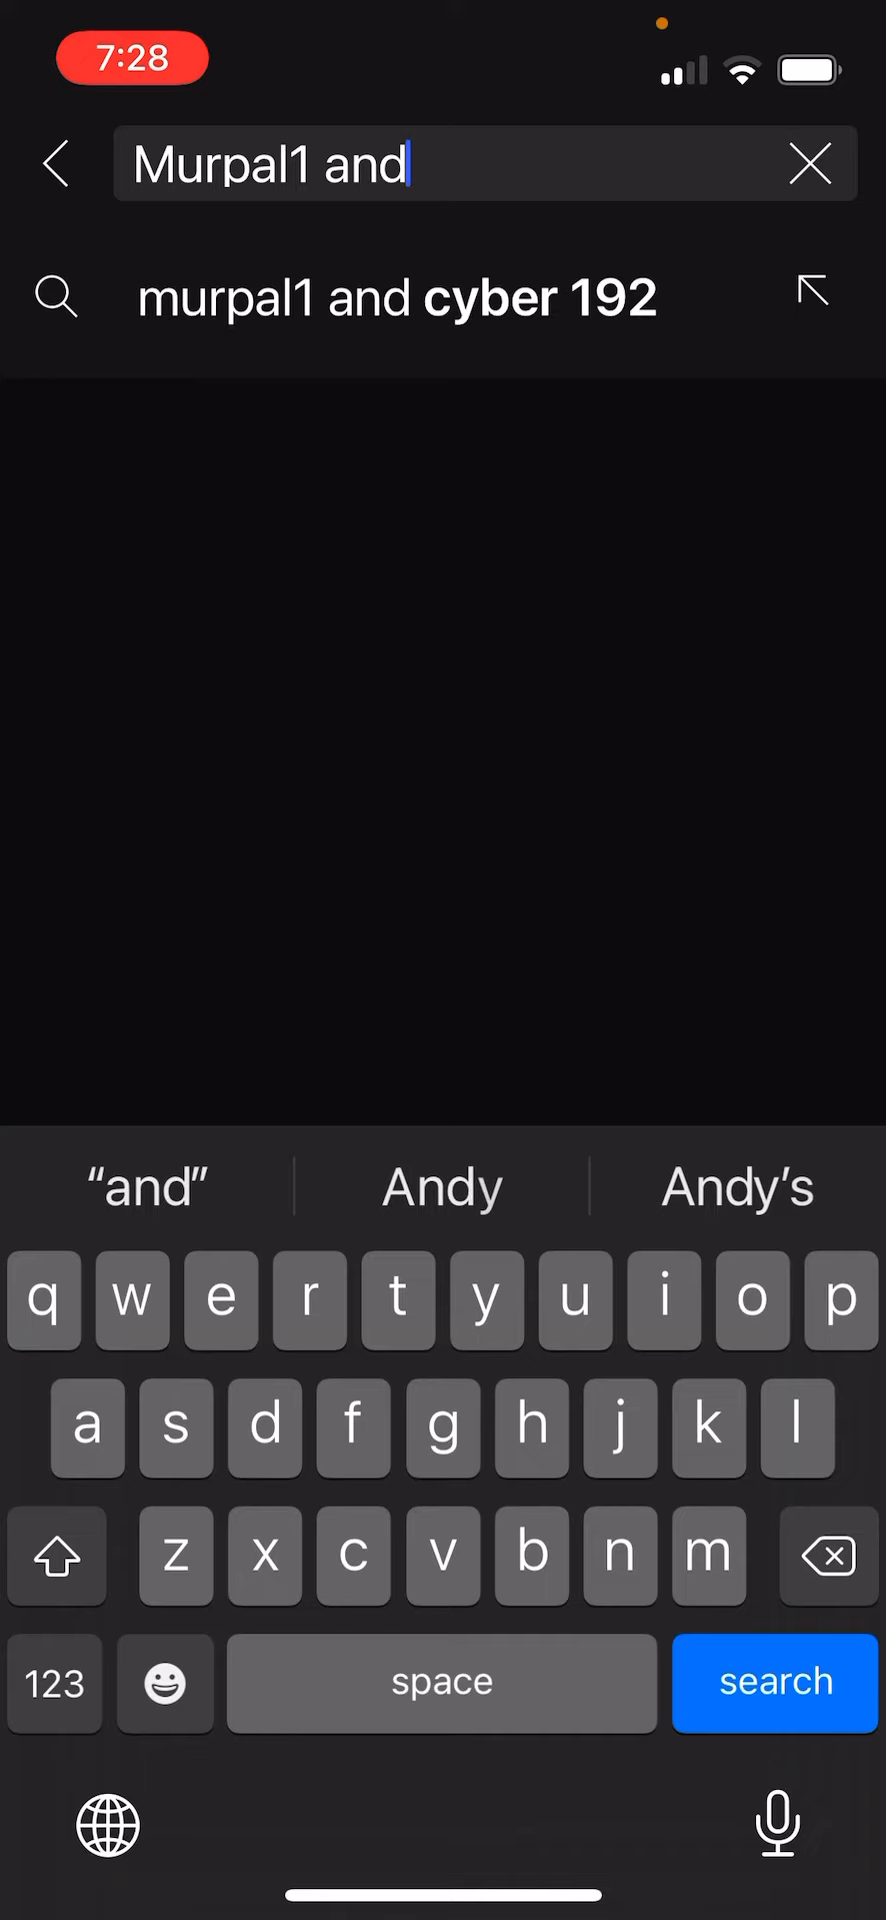 7:28
Murpal1 and
murpal1 and cyber 192
“and” Andy Andy’s
q w e r t y u i o p
a s d f g h j k l
z x c v b n m
123 space search